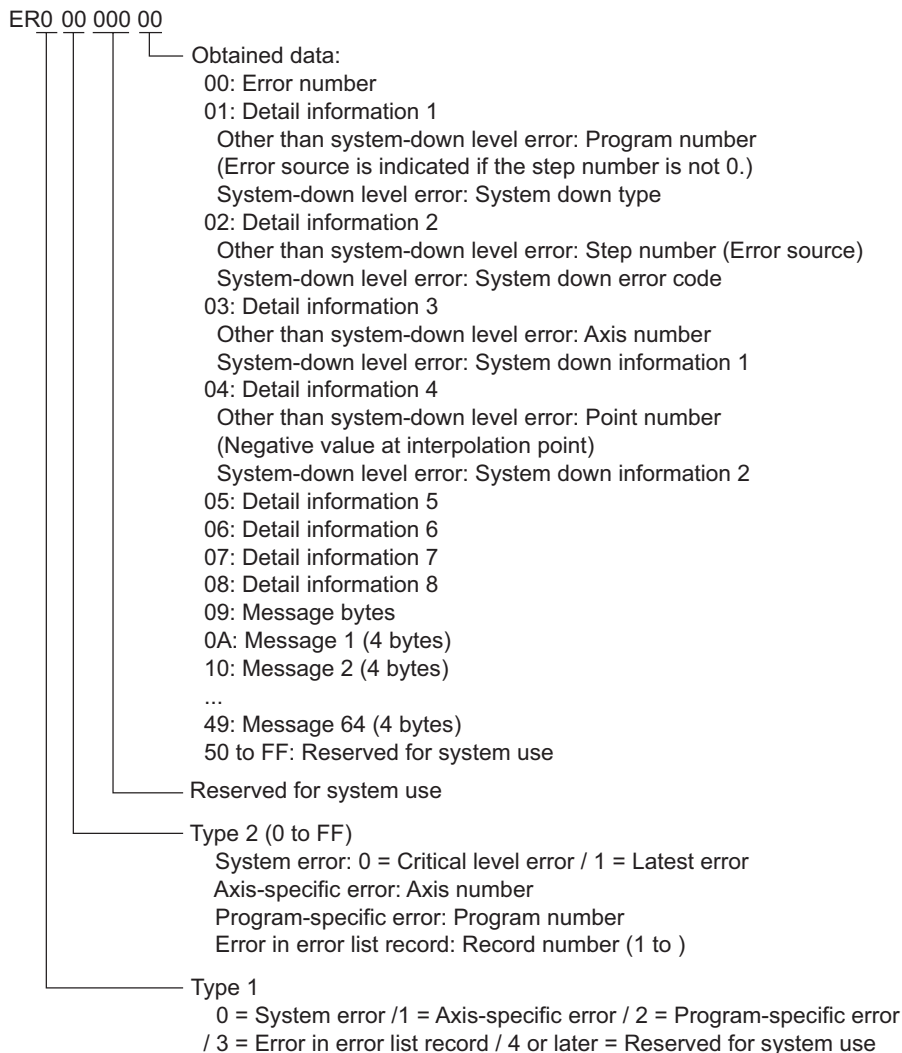 ER0 00 000 00
Obtained data:
00: Error number
01: Detail information 1
Other than system-down level error: Program number
(Error source is indicated if the step number is not 0.)
System-down level error: System down type
02: Detail information 2
Other than system-down level error: Step number (Error source)
System-down level error: System down error code
03: Detail information 3
Other than system-down level error: Axis number
System-down level error: System down information 1
04: Detail information 4
Other than system-down level error: Point number
(Negative value at interpolation point)
System-down level error: System down information 2
05: Detail information 5
06: Detail information 6
07: Detail information 7
08: Detail information 8
09: Message bytes
0A: Message 1 (4 bytes)
10: Message 2 (4 bytes)
...
49: Message 64 (4 bytes)
50 to FF: Reserved for system use
Reserved for system use
Type 2 (0 to FF)
System error: 0 = Critical level error / 1 = Latest error
Axis-specific error: Axis number
Program-specific error: Program number
Error in error list record: Record number (1 to )
Type 1
0 = System error /1 = Axis-specific error / 2 = Program-specific error
/ 3 = Error in error list record / 4 or later = Reserved for system use